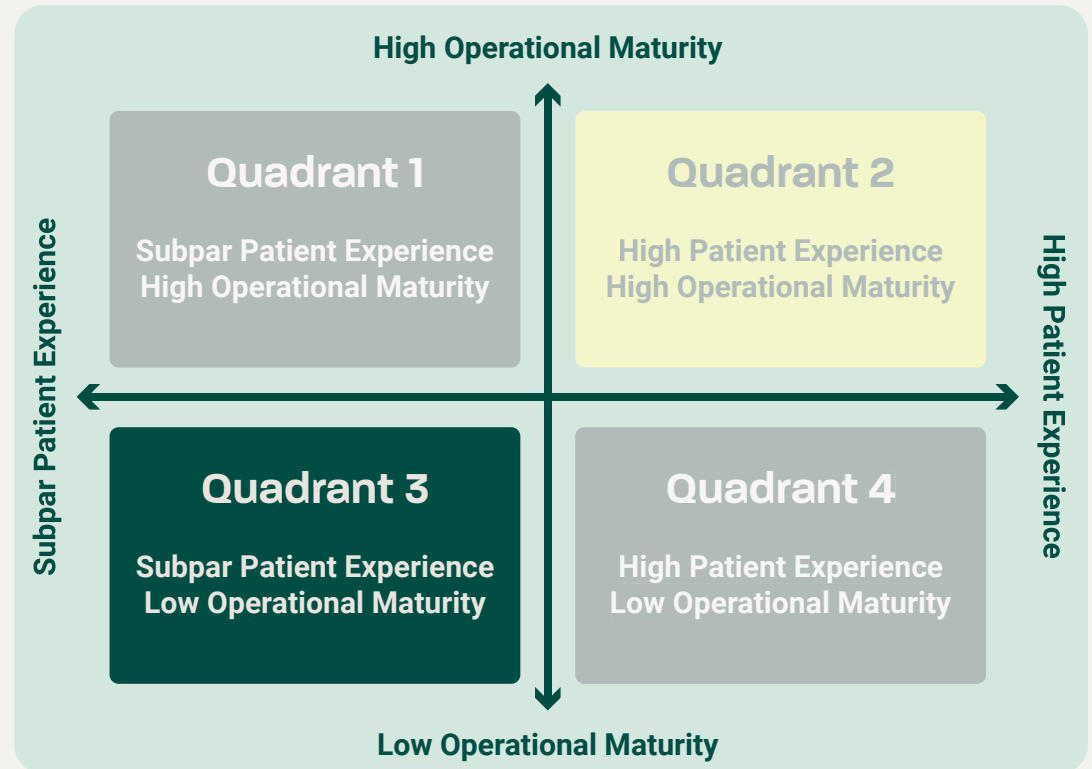 High Operational Maturity
Quadrant 1
Subpar Patient Experience
High Operational Maturity
Quadrant 2
High Patient Experience
High Operational Maturity
Subpar Patient Experience
High Patient Experience
Quadrant 3
Subpar Patient Experience
Low Operational Maturity
Quadrant 4
High Patient Experience
Low Operational Maturity
Low Operational Maturity